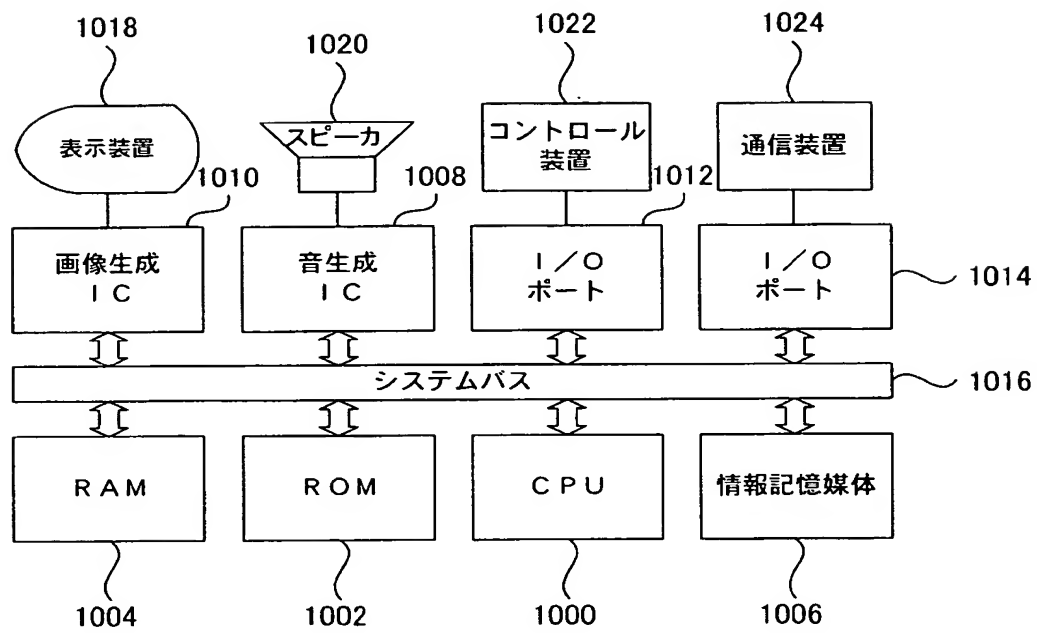 1018
1020
1022
1024
表示装置
スピーカ
コントロール
装置
通信装置
1010
1008
1012
画像生成
IC
音生成
IC
I/O
ポート
I/O
ポート
1014
システムバス
1016
RAM
ROM
CPU
情報記憶媒体
1004
1002
1000
1006